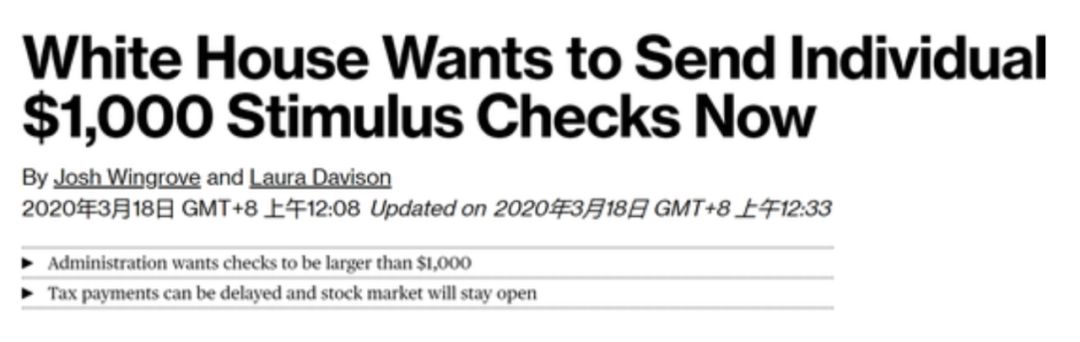 White House Wants to Send Individual
$1,000 Stimulus Checks Now
By Josh Wingrove and Laura Davison
2020年3月18日 GMT+8 上午12:08 Updated on 2020年3月18日 GMT+8 上午12:33
► Administration wants checks to be larger than $1,000
► Tax payments can be delayed and stock market will stay open